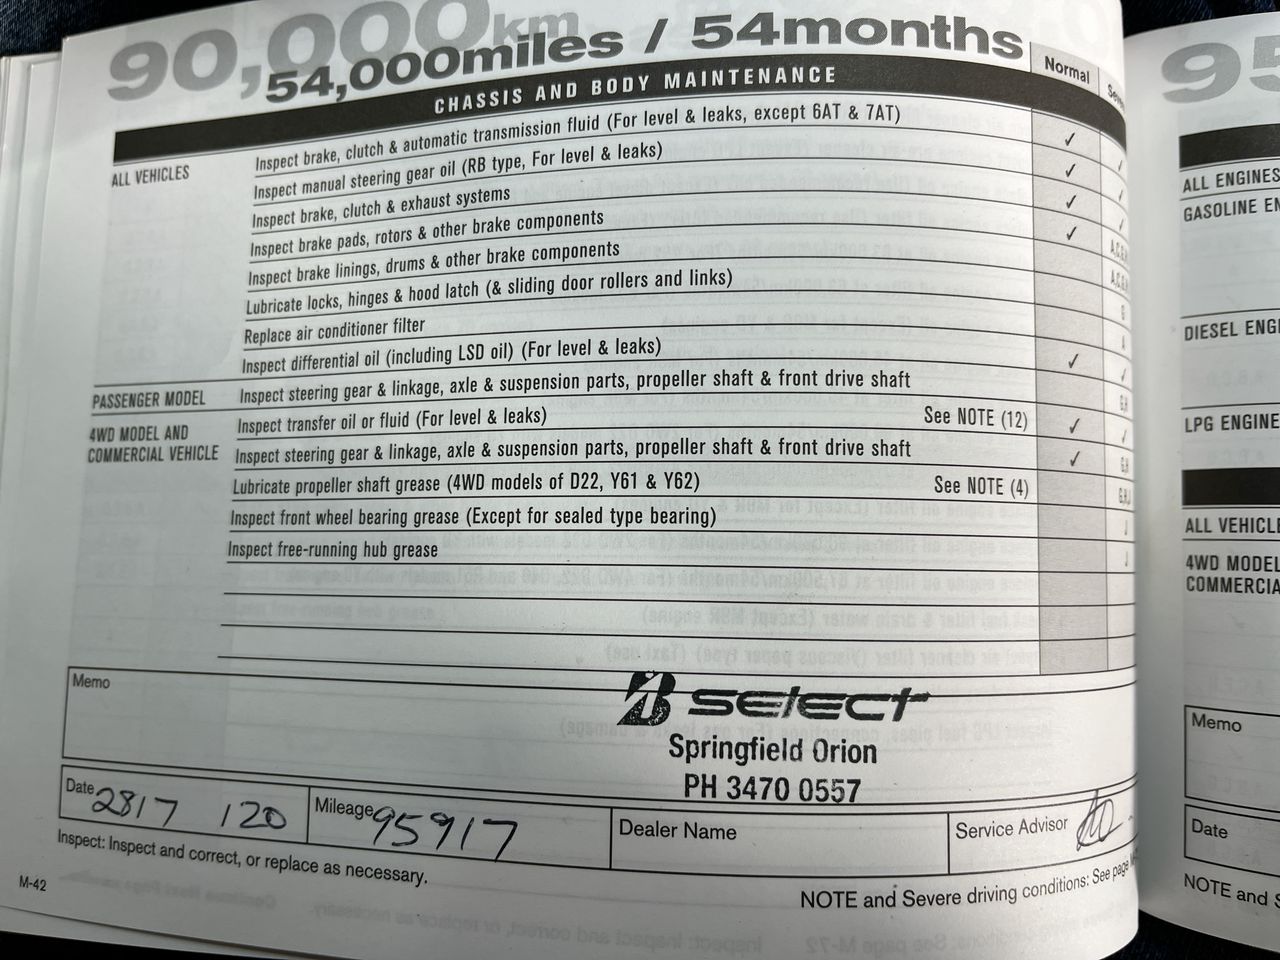 90,000km
54,000miles / 54months
CHASSIS AND BODY MAINTENANCE
Normal
ALL VEHICLES
Inspect brake, clutch & automatic transmission fluid (For level & leaks, except 6AT & 7AT) ✓
Inspect manual steering gear oil (RB type, For level & leaks) ✓
Inspect brake, clutch & exhaust systems ✓
Inspect brake pads, rotors & other brake components ✓
Inspect brake linings, drums & other brake components
Lubricate locks, hinges & hood latch (& sliding door rollers and links)
Replace air conditioner filter
Inspect differential oil (including LSD oil) (For level & leaks) ✓
PASSENGER MODEL Inspect steering gear & linkage, axle & suspension parts, propeller shaft & front drive shaft
4WD MODEL AND
COMMERCIAL VEHICLE
Inspect transfer oil or fluid (For level & leaks) See NOTE (12) ✓
Inspect steering gear & linkage, axle & suspension parts, propeller shaft & front drive shaft ✓
Lubricate propeller shaft grease (4WD models of D22, Y61 & Y62) See NOTE (4)
Inspect front wheel bearing grease (Except for sealed type bearing)
Inspect free-running hub grease
Memo
B select
Springfield Orion
PH 3470 0557
Date 28/7 /20 Mileage 95917 Dealer Name Service Advisor
Inspect: Inspect and correct, or replace as necessary.
NOTE and Severe driving conditions: See page
M-42
95
ALL ENGINES
GASOLINE
DIESEL
LPG ENGINE
4WD MODEL
Memo
Date
NOTE and